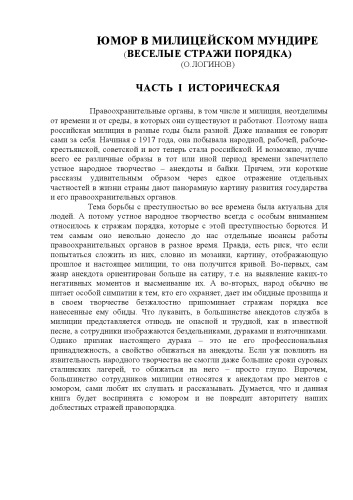 ЮМОР В МИЛИЦЕЙСКОМ МУНДИРЕ
(ВЕСЕЛЫЕ СТРАЖИ ПОРЯДКА)
(О ЛОГИНОВ)
ЧАСТЬ I ИСТОРИЧЕСКАЯ
Правоохранительные органы, в том числе и милиция, неотделимы
от времени и от среды, в которых они существуют и работают. Поэтому наша
российская милиция в разные годы была разной. Даже названия ее говорят
сами за себя. Начиная с 1917 года, она побывала народной, рабочей, рабоче-
крестьянской, советской и вот теперь стала российской. И возможно, лучше
всего ее различные образы в тот или иной период времени запечатлело
устное народное творчество – анекдоты и байки. Причем, эти короткие
рассказы удивительным образом через едкое отражение отдельных
частностей в жизни страны дают панорамную картину развития государства
и его правоохранительных органов.
Тема борьбы с преступностью во все времена была актуальна для
людей. А потому устное народное творчество всегда с особым вниманием
относилось к стражам порядка, которые с этой преступностью борются. И
тем самым оно невольно донесло до нас отдельные нюансы работы
правоохранительных органов в разное время. Правда, есть риск, что если
попытаться сложить из них, словно из мозаики, картину, отображающую
прошлое и настоящее милиции, то она получится кривой. Во-первых, сам
жанр анекдота ориентирован больше на сатиру, т.е. на выявление каких-то
негативных моментов и высмеивание их. А во-вторых, народ обычно не
питает особой симпатии к тем, кто его охраняет, дает им обидные прозвища и
в своем творчестве безжалостно припоминает стражам порядка все
нанесенные ему обиды. Что лукавить, в большинстве анекдотов служба в
милиции представляется отнюдь не опасной и трудной, как в известной
песне, а сотрудники изображаются бездельниками, дураками и взяточниками.
Однако признак настоящего дурака – это не его профессиональная
принадлежность, а свойство обижаться на анекдоты. Если уж повлиять на
язвительность народного творчества не смогли даже большие сроки суровых
сталинских лагерей, то обижаться на него – просто глупо. Впрочем,
большинство сотрудников милиции относятся к анекдотам про ментов с
юмором, сами любят их слушать и рассказывать. Думается, что и данная
книга будет воспринята с юмором и не повредит авторитету наших
доблестных стражей правопорядка.